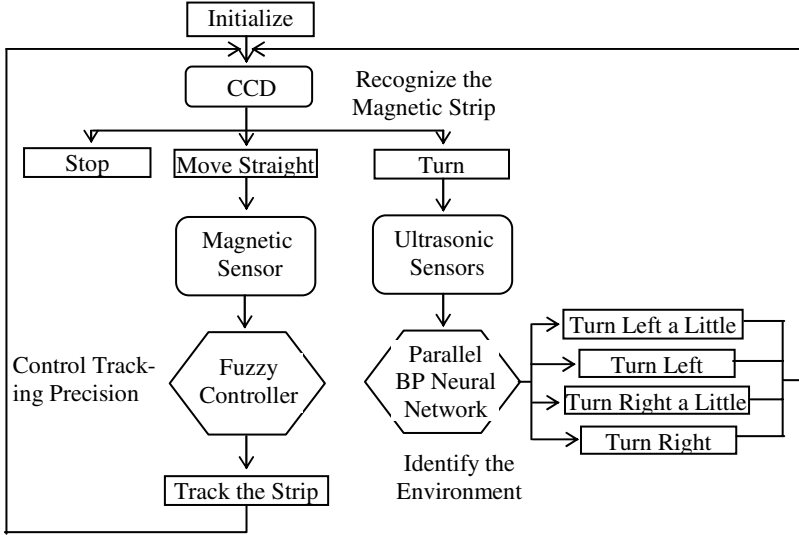 Initialize
CCD
Recognize the
Magnetic Strip
Stop
Move Straight
Turn
Magnetic
Sensor
Ultrasonic
Sensors
Control Track-
ing Precision
Fuzzy
Controller
Parallel
BP Neural
Network
Turn Left a Little
Turn Left
Turn Right a Little
Turn Right
Identify the
Environment
Track the Strip